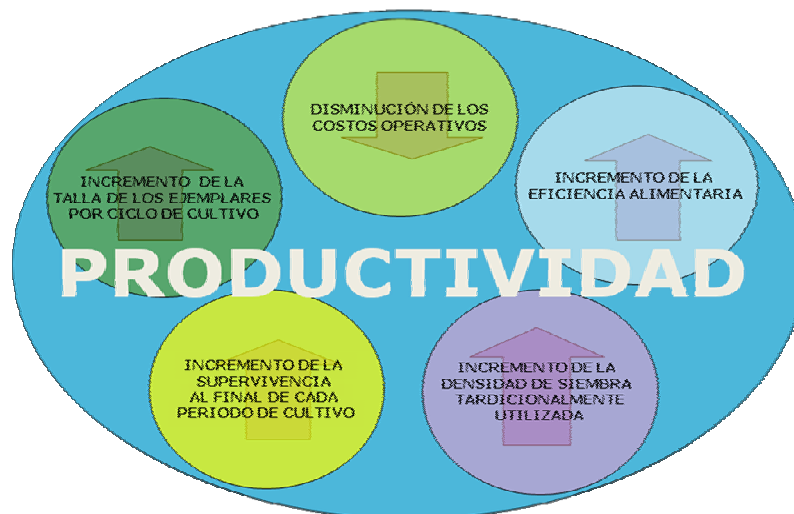 DISMINUCIÓN DE LOS
COSTOS OPERATIVOS
INCREMENTO DE LA
TALLA DE LOS EJEMPLARES
POR CICLO DE CULTIVO
INCREMENTO DE LA
EFICIENCIA ALIMENTARIA
PRODUCTIVIDAD
INCREMENTO DE LA
SUPERVIVENCIA
AL FINAL DE CADA
PERIODO DE CULTIVO
INCREMENTO DE LA
DENSIDAD DE SIEMBRA
TARDICIONALMENTE
UTILIZADA